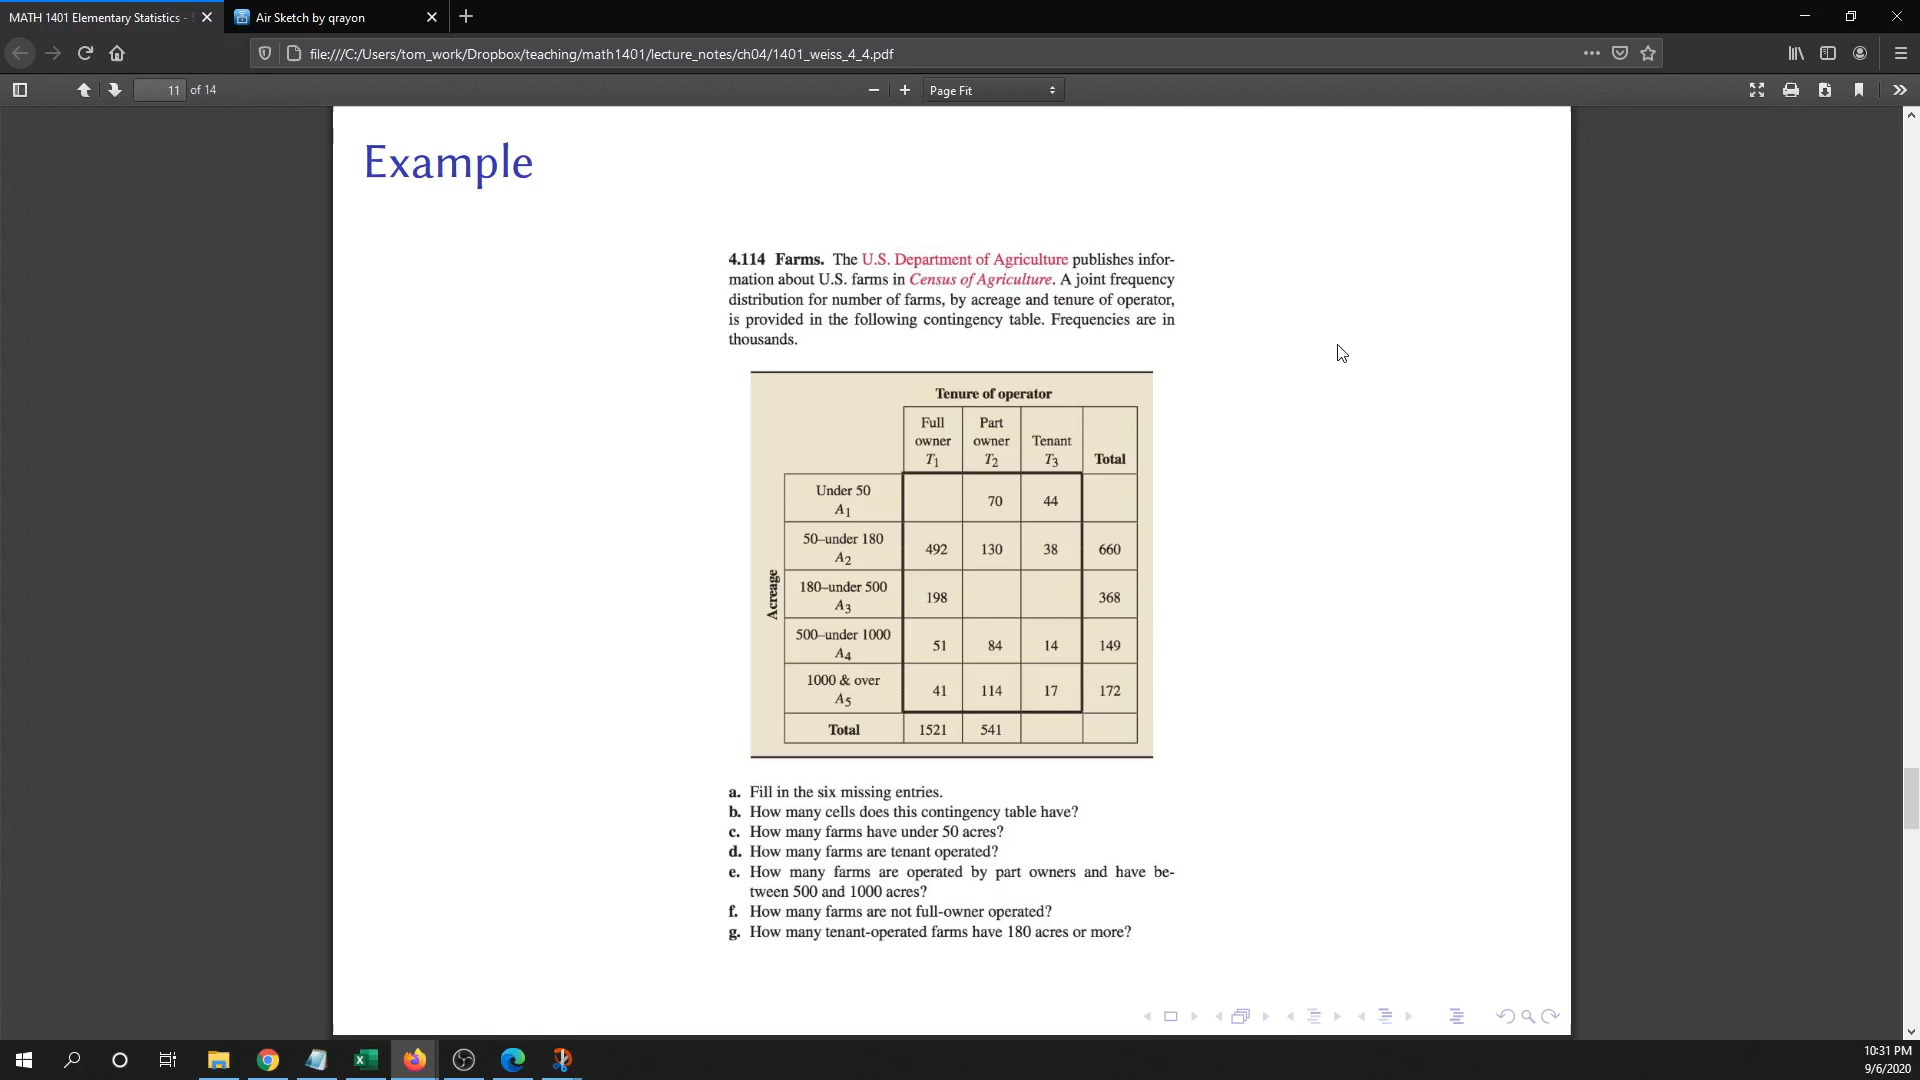 MATH 1401 Elementary Statistics -
Air Sketch by qrayon
file:///C:/Users/tom_work/Dropbox/teaching/math1401/lecture_notes/ch04/1401_weiss_4_4.pdf
11 of 14
Page Fit
Example
4.114 Farms. The U.S. Department of Agriculture publishes infor-
mation about U.S. farms in Census of Agriculture. A joint frequency
distribution for number of farms, by acreage and tenure of operator,
is provided in the following contingency table. Frequencies are in
thousands.
Tenure of operator
Full owner T1 Part owner T2 Tenant T3 Total
Acreage
Under 50 A1 70 44
50–under 180 A2 492 130 38 660
180–under 500 A3 198 368
500–under 1000 A4 51 84 14 149
1000 & over A5 41 114 17 172
Total 1521 541
a. Fill in the six missing entries.
b. How many cells does this contingency table have?
c. How many farms have under 50 acres?
d. How many farms are tenant operated?
e. How many farms are operated by part owners and have be-
tween 500 and 1000 acres?
f. How many farms are not full-owner operated?
g. How many tenant-operated farms have 180 acres or more?
10:31 PM
9/6/2020